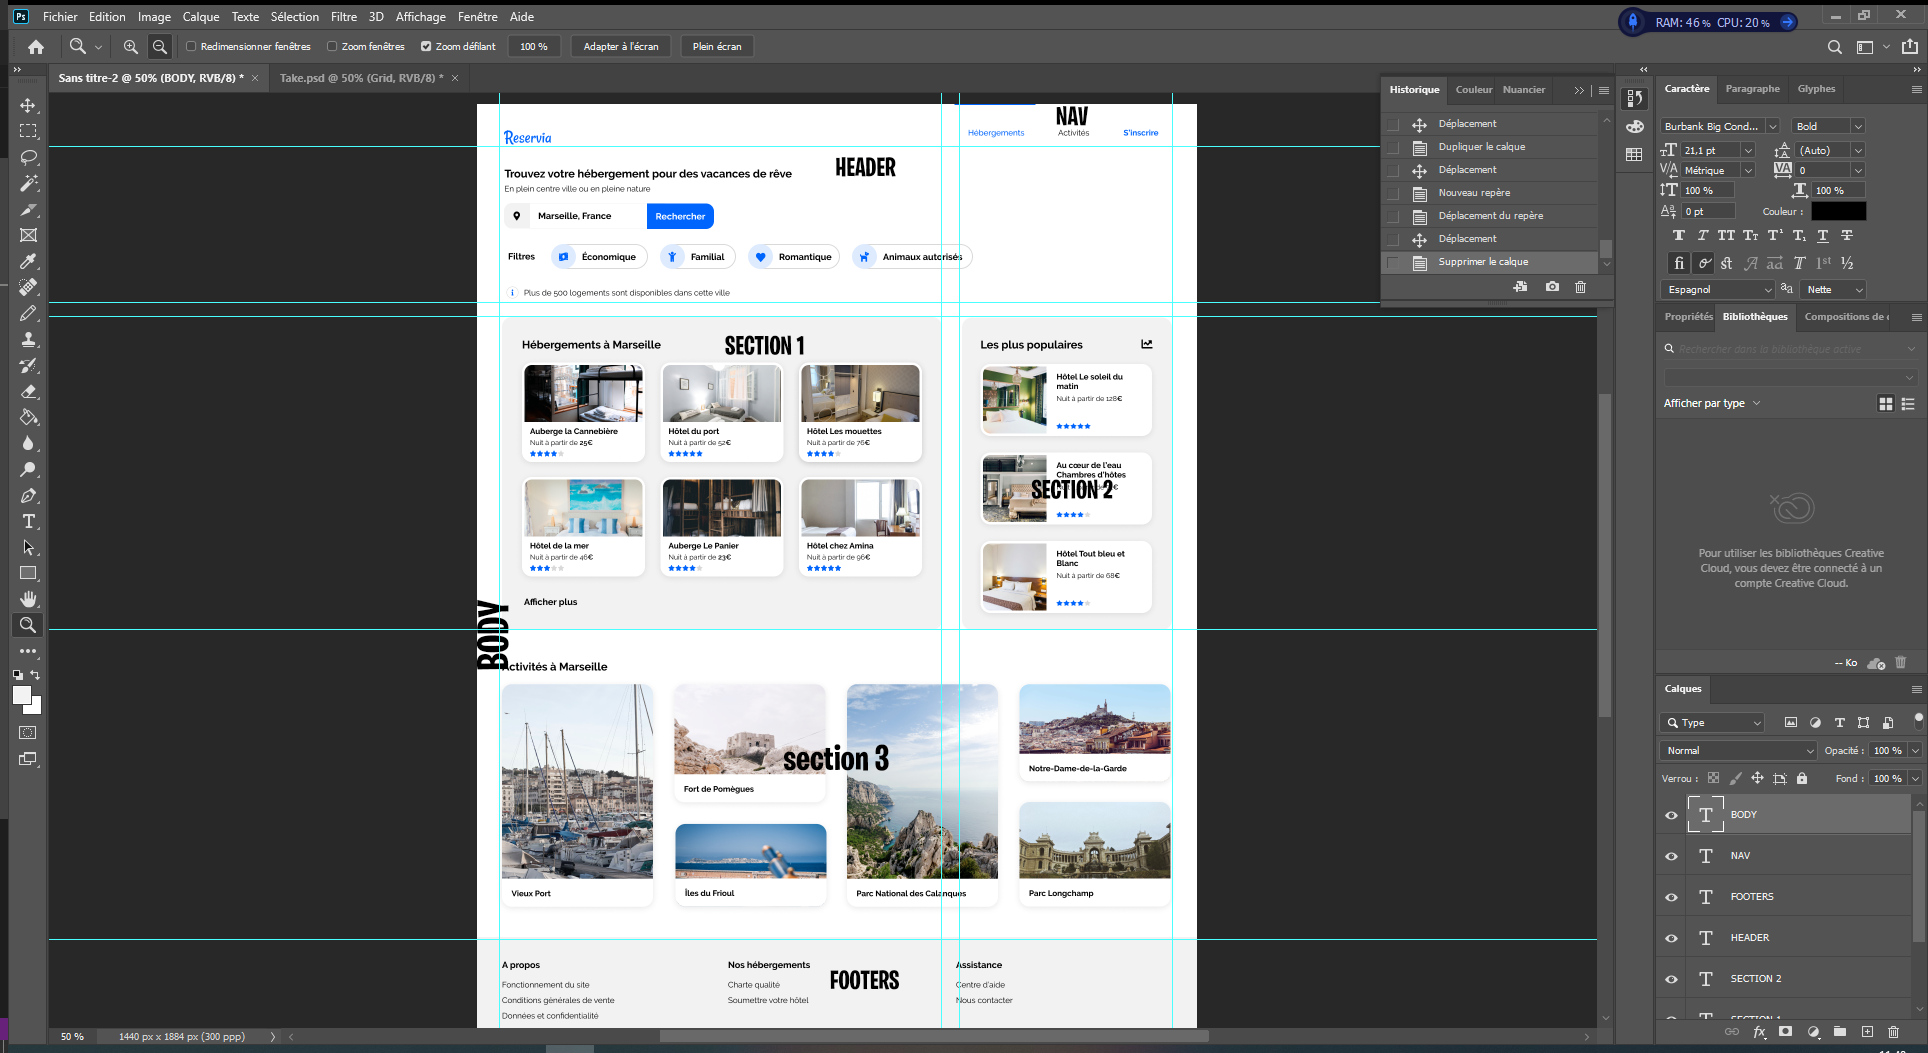 Ps Fichier Edition Image Calque Texte Sélection Filtre 3D Affichage Fenêtre Aide
RAM: 46 % CPU: 20 %
Redimensionner fenêtres Zoom fenêtres Zoom défilant 100 % Adapter à l'écran Plein écran
Sans titre-2 @ 50% (BODY, RVB/8) * × Take.psd @ 50% (Grid, RVB/8) * ×
Reservia
Hébergements
NAV
Activités
S'inscrire
HEADER
Trouvez votre hébergement pour des vacances de rêve
En plein centre ville ou en pleine nature
Marseille, France
Rechercher
Filtres Économique Familial Romantique Animaux autorisés
i Plus de 500 logements sont disponibles dans cette ville
Hébergements à Marseille
SECTION 1
Auberge la Cannebière
Nuit à partir de 25€
Hôtel du port
Nuit à partir de 52€
Hôtel Les mouettes
Nuit à partir de 76€
Hôtel de la mer
Nuit à partir de 46€
Auberge Le Panier
Nuit à partir de 23€
Hôtel chez Amina
Nuit à partir de 96€
Afficher plus
Les plus populaires
Hôtel Le soleil du
matin
Nuit à partir de 128€
Au cœur de l'eau
Chambres d'hôtes
SECTION 2
Hôtel Tout bleu et
Blanc
Nuit à partir de 68€
BODY
Activités à Marseille
section 3
Vieux Port
Fort de Pomègues
Îles du Frioul
Parc National des Calanques
Notre-Dame-de-la-Garde
Parc Longchamp
A propos
Fonctionnement du site
Conditions générales de vente
Données et confidentialité
Nos hébergements
Charte qualité
Soumettre votre hôtel
FOOTERS
Assistance
Centre d'aide
Nous contacter
50 % 1440 px x 1884 px (300 ppp)
Historique Couleur Nuancier
Déplacement
Dupliquer le calque
Déplacement
Nouveau repère
Déplacement du repère
Déplacement
Supprimer le calque
Caractère Paragraphe Glyphes
Burbank Big Cond... Bold
21,1 pt (Auto)
Métrique 0
100 % 100 %
0 pt Couleur :
Espagnol Nette
Propriétés Bibliothèques Compositions de
Rechercher dans la bibliothèque active
Afficher par type
Pour utiliser les bibliothèques Creative
Cloud, vous devez être connecté à un
compte Creative Cloud.
-- Ko
Calques
Type
Normal Opacité : 100 %
Verrou : Fond : 100 %
BODY
NAV
FOOTERS
HEADER
SECTION 2
SECTION 1